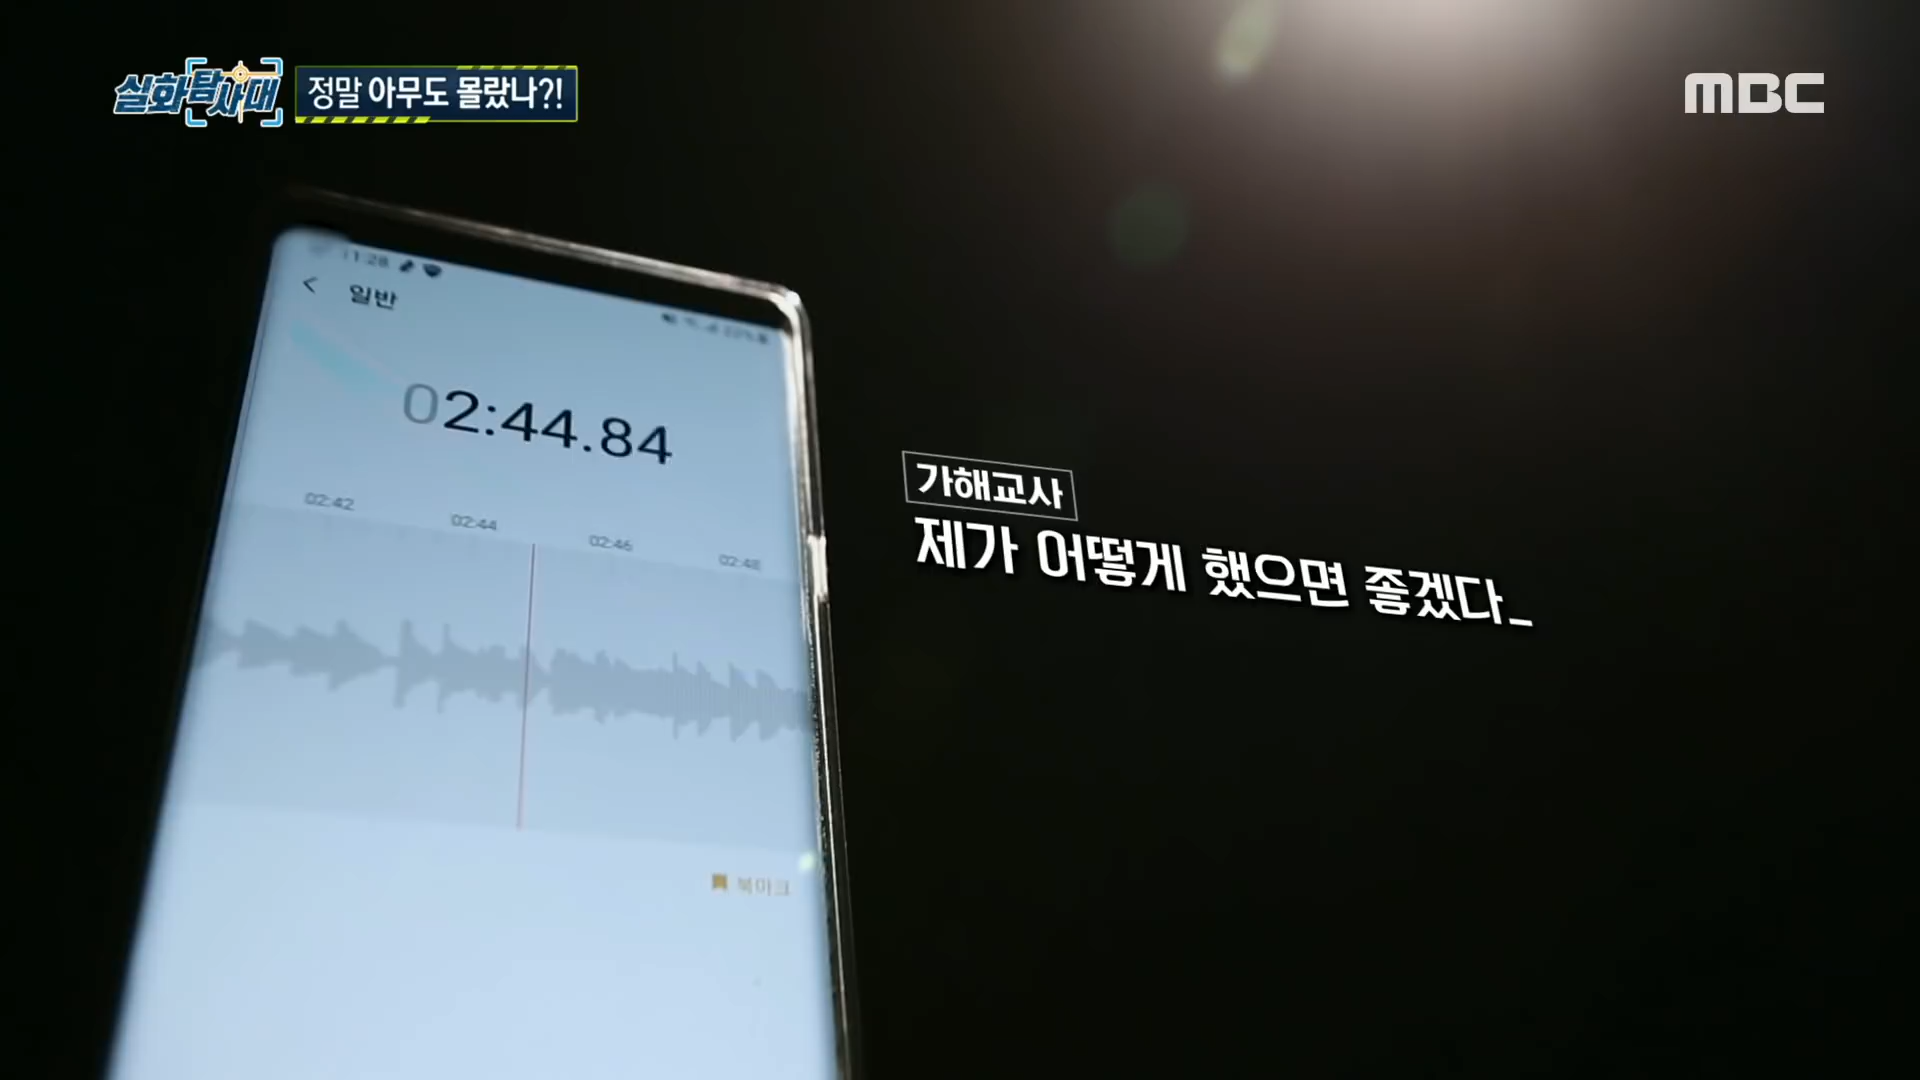 실화탐사대
정말 아무도 몰랐나?!
MBC
11:28
일반
02:44.84
02:42
02:44
02:46
02:48
북마크
가해교사
제가 어떻게 했으면 좋겠다_